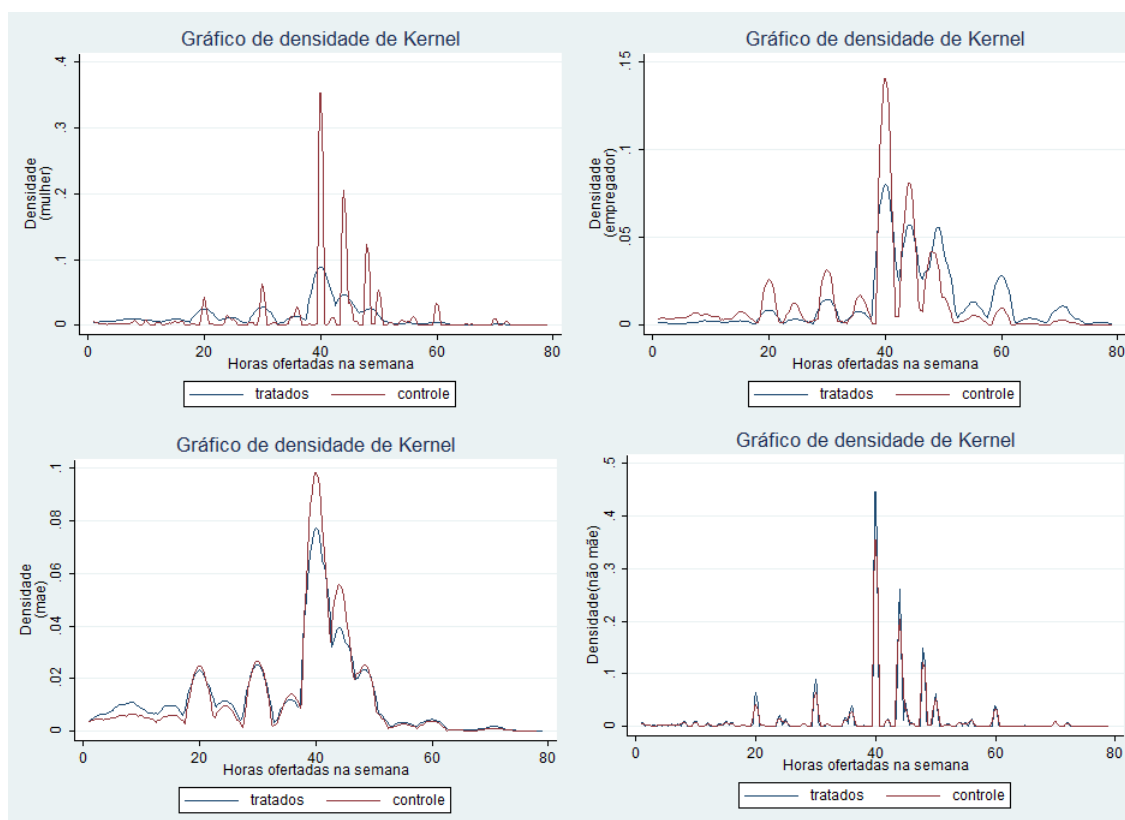 Gráfico de densidade de Kernel
Densidade
(mulher)
.4
.3
.2
.1
0
0 20 40 60 80
Horas ofertadas na semana
tratados controle
Gráfico de densidade de Kernel
Densidade
(empregador)
.15
.1
.05
0
0 20 40 60 80
Horas ofertadas na semana
tratados controle
Gráfico de densidade de Kernel
Densidade
(mae)
.1
.08
.06
.04
.02
0
0 20 40 60 80
Horas ofertadas na semana
tratados controle
Gráfico de densidade de Kernel
Densidade(não mãe)
.5
.4
.3
.2
.1
0
0 20 40 60 80
Horas ofertadas na semana
tratados controle